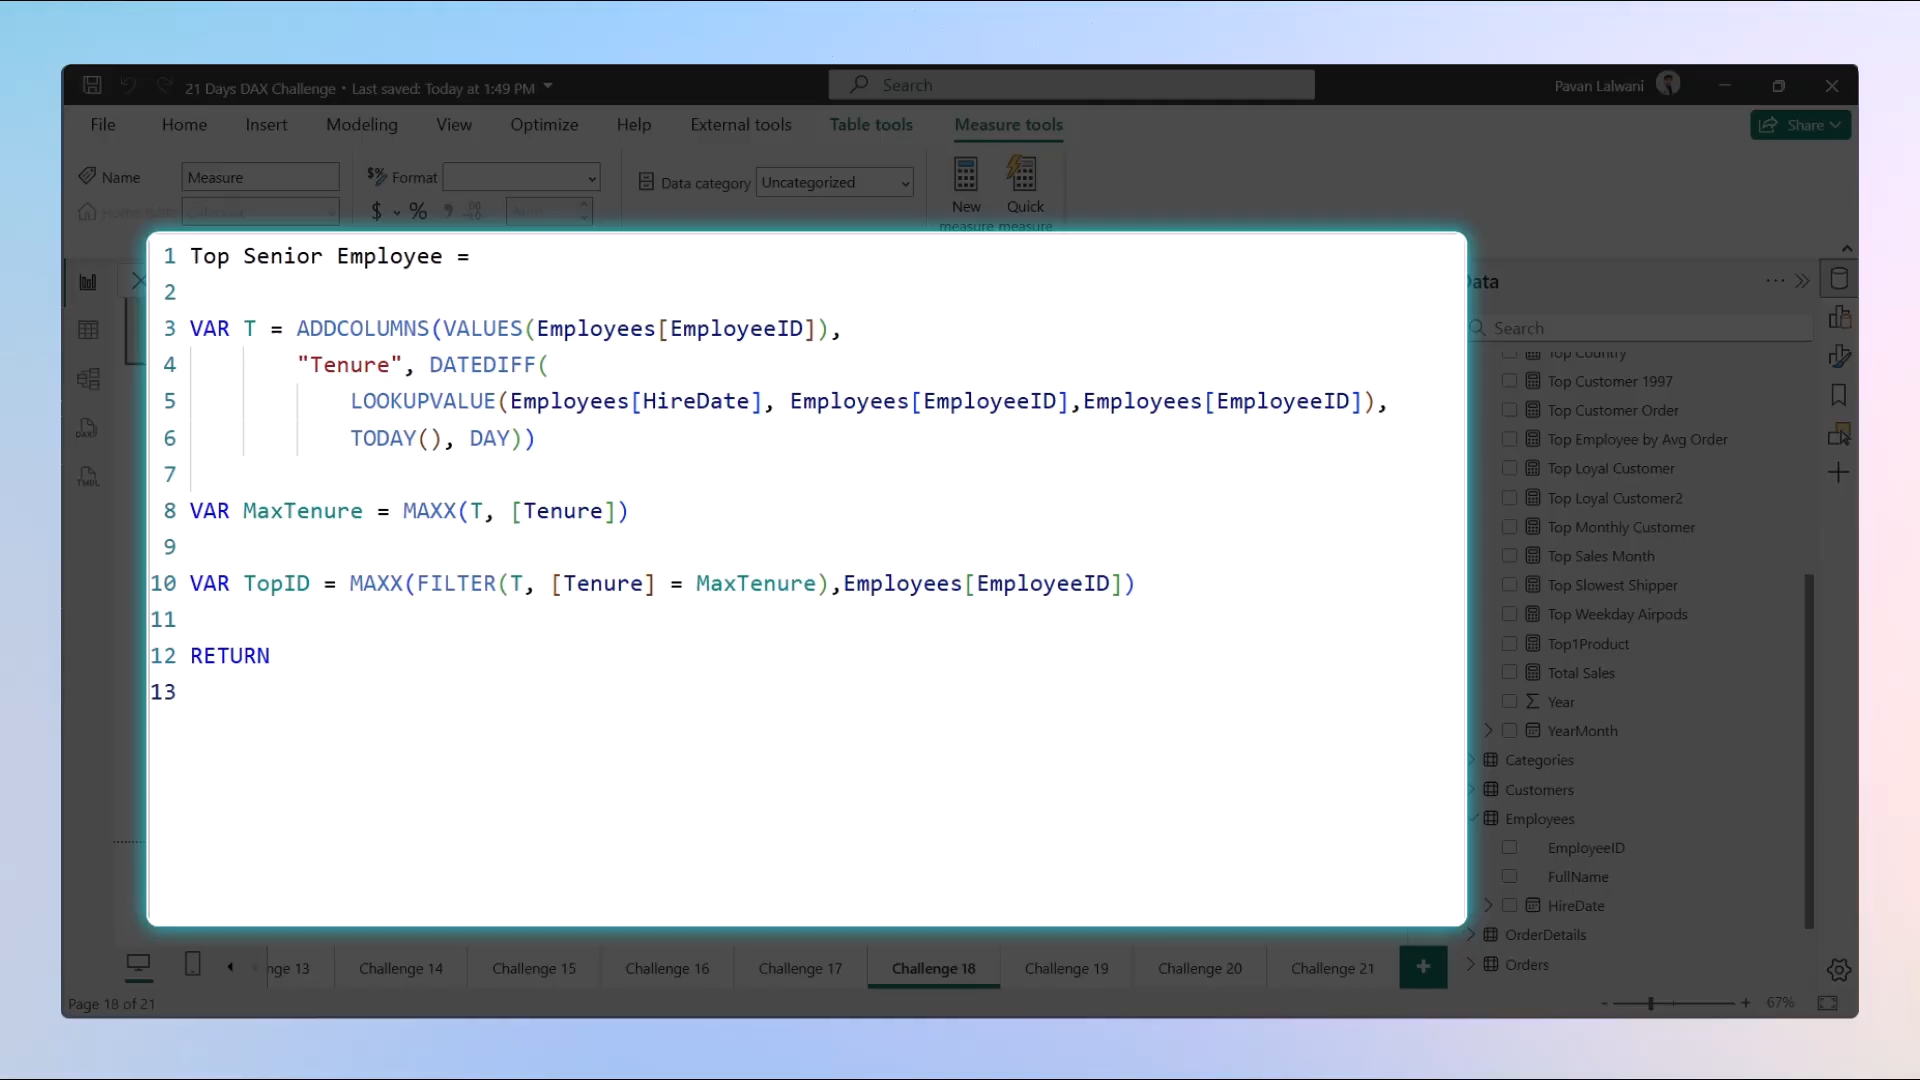 21 Days DAX Challenge • Last saved: Today at 1:49 PM
Search
Pavan Lalwani
File
Home
Insert
Modeling
View
Optimize
Help
External tools
Table tools
Measure tools
Share
Name
Measure
Format
Data category
Uncategorized
$ % 
New
Quick
measure measure
1 Top Senior Employee =
2
3 VAR T = ADDCOLUMNS(VALUES(Employees[EmployeeID]),
4 "Tenure", DATEDIFF(
5 LOOKUPVALUE(Employees[HireDate], Employees[EmployeeID],Employees[EmployeeID]),
6 TODAY(), DAY))
7
8 VAR MaxTenure = MAXX(T, [Tenure])
9
10 VAR TopID = MAXX(FILTER(T, [Tenure] = MaxTenure),Employees[EmployeeID])
11
12 RETURN
13
Data
Search
Top Country
Top Customer 1997
Top Customer Order
Top Employee by Avg Order
Top Loyal Customer
Top Loyal Customer2
Top Monthly Customer
Top Sales Month
Top Slowest Shipper
Top Weekday Airpods
Top1Product
Total Sales
Year
YearMonth
Categories
Customers
Employees
EmployeeID
FullName
HireDate
OrderDetails
Orders
nge 13
Challenge 14
Challenge 15
Challenge 16
Challenge 17
Challenge 18
Challenge 19
Challenge 20
Challenge 21
Page 18 of 21
67%